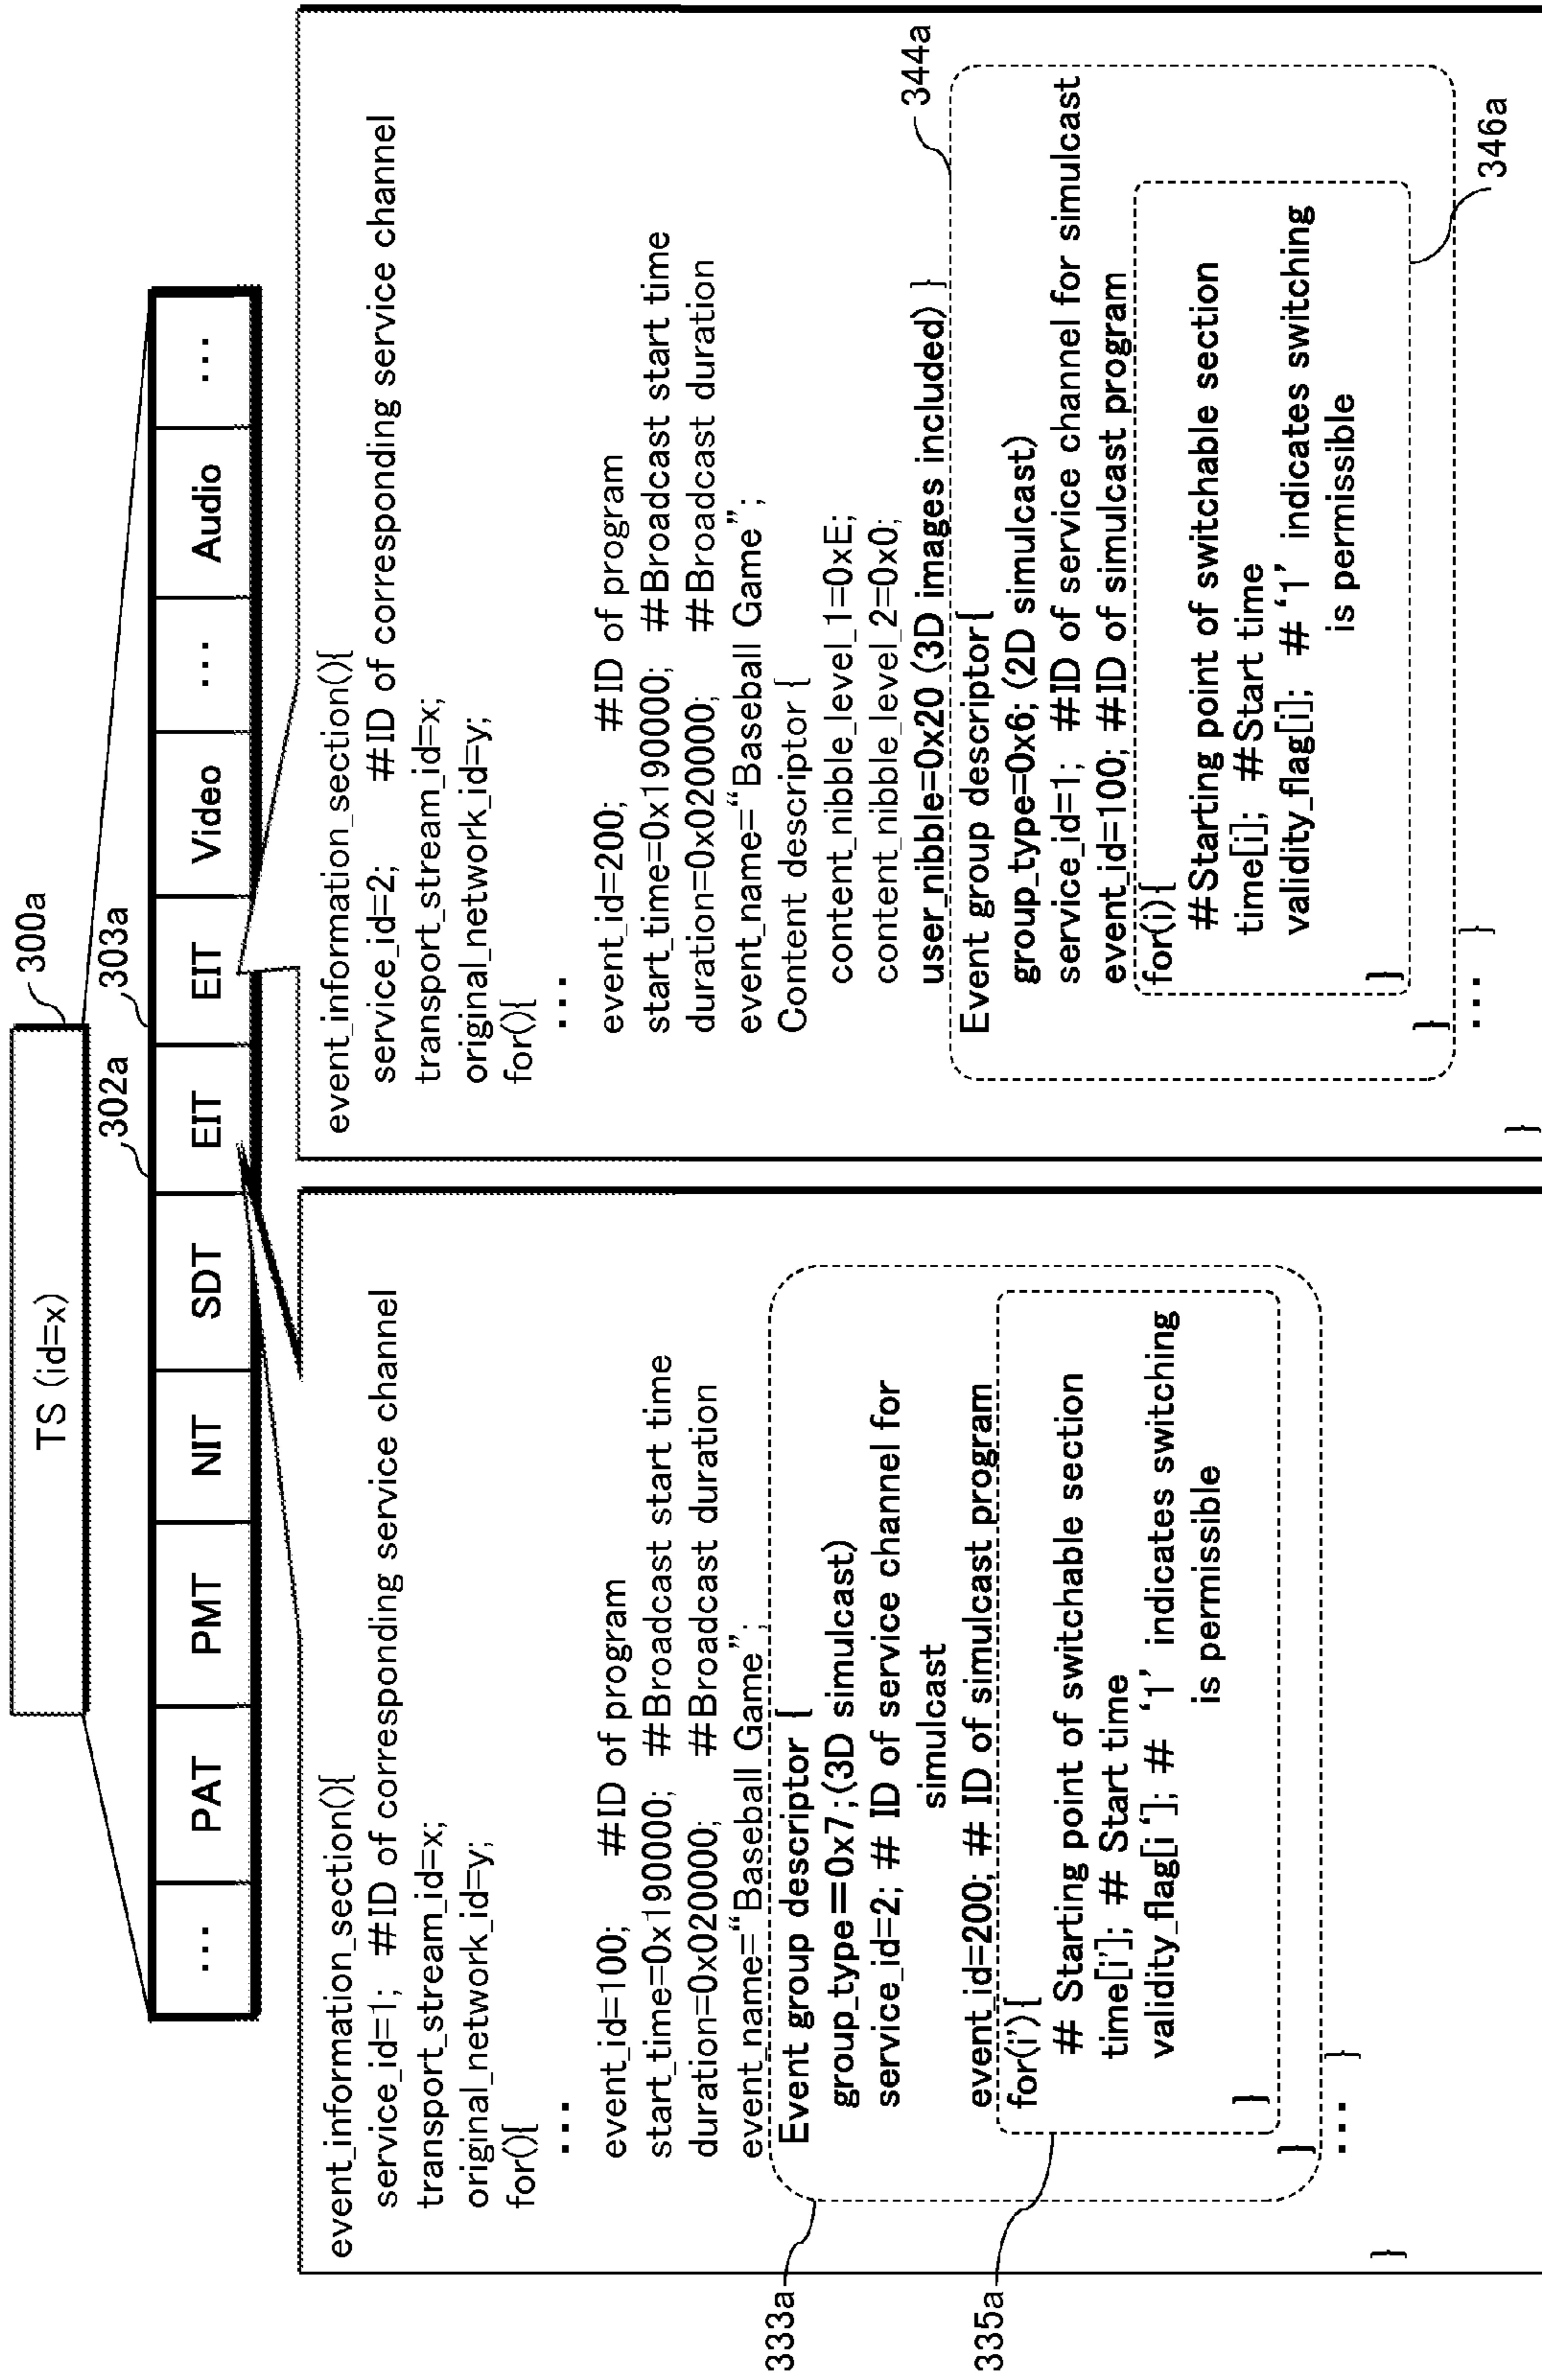 TS (id=x)
300a
302a
303a
... PAT PMT NIT SDT EIT EIT Video ... Audio ...
event_information_section(){
service_id=1; #ID of corresponding service channel
transport_stream_id=x;
original_network_id=y;
for(){
...
event_id=100; #ID of program
start_time=0x190000; #Broadcast start time
duration=0x020000; #Broadcast duration
event_name="Baseball Game";
333a
Event group descriptor {
group_type=0x7;(3D simulcast)
service_id=2; # ID of service channel for
simulcast
event_id=200; # ID of simulcast program
335a
for(i'){
# Starting point of switchable section
time[i']; # Start time
validity_flag[i']; # '1' indicates switching
is permissible
}
}
... }
}
event_information_section(){
service_id=2; #ID of corresponding service channel
transport_stream_id=x;
original_network_id=y;
for(){
...
event_id=200; #ID of program
start_time=0x190000; #Broadcast start time
duration=0x020000; #Broadcast duration
event_name="Baseball Game";
Content descriptor {
content_nibble_level_1=0xE;
content_nibble_level_2=0x0;
user_nibble=0x20 (3D images included) }
344a
Event group descriptor{
group_type=0x6; (2D simulcast)
service_id=1; #ID of service channel for simulcast
event_id=100; #ID of simulcast program
for(i){
#Starting point of switchable section
time[i]; #Start time
validity_flag[i]; # '1' indicates switching
is permissible
}
346a
}
... }
}